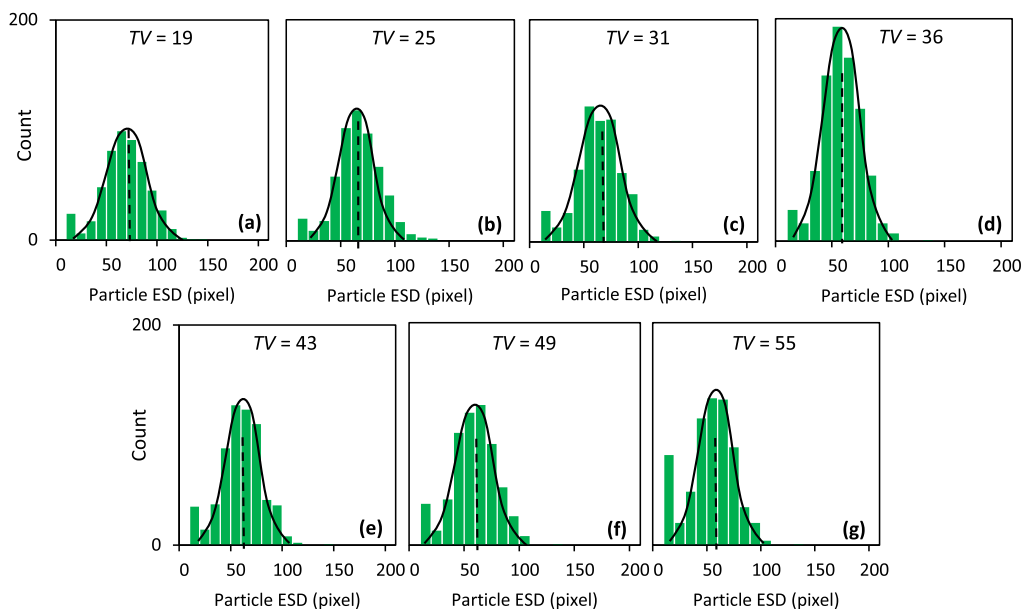 200
TV = 19
TV = 25
TV = 31
TV = 36
Count
(a)
(b)
(c)
(d)
0
0 50 100 150 200
0 50 100 150 200
0 50 100 150 200
0 50 100 150 200
Particle ESD (pixel)
Particle ESD (pixel)
Particle ESD (pixel)
Particle ESD (pixel)
200
TV = 43
TV = 49
TV = 55
Count
(e)
(f)
(g)
0
0 50 100 150 200
0 50 100 150 200
0 50 100 150 200
Particle ESD (pixel)
Particle ESD (pixel)
Particle ESD (pixel)